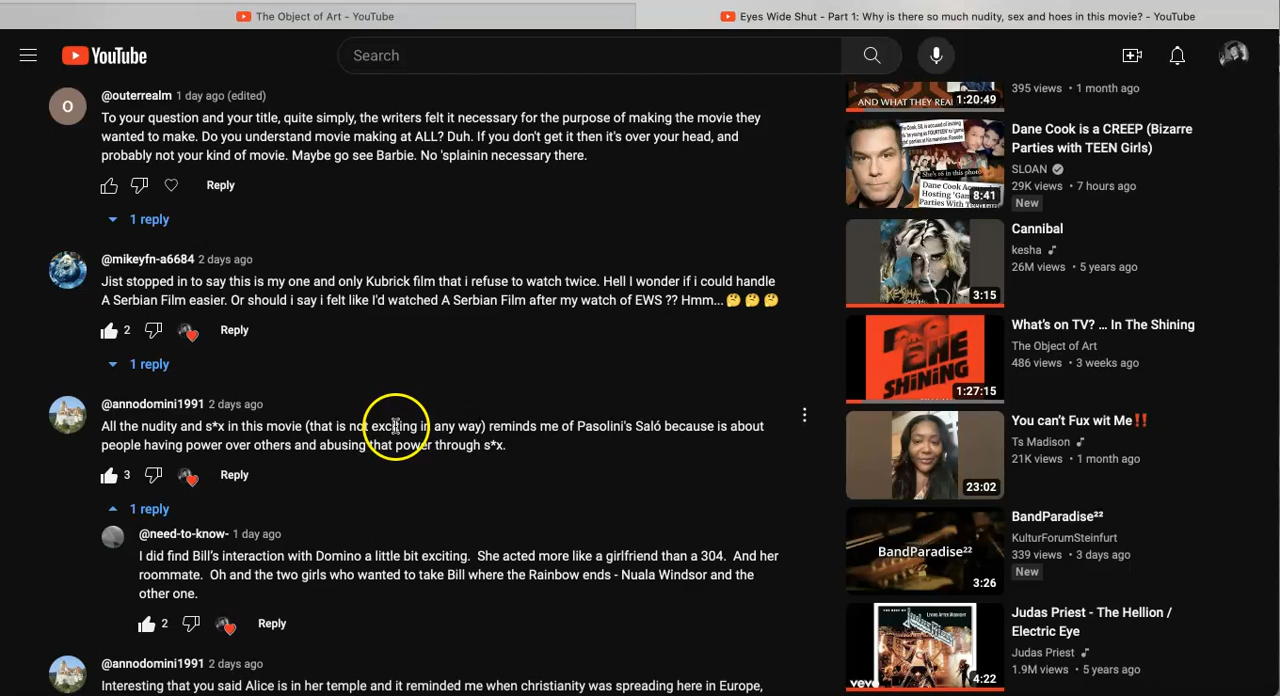 The Object of Art - YouTube
Eyes Wide Shut - Part 1: Why is there so much nudity, sex and hoes in this movie? - YouTube
YouTube
Search
@outerrealm 1 day ago (edited)
O
To your question and your title, quite simply, the writers felt it necessary for the purpose of making the movie they
wanted to make. Do you understand movie making at ALL? Duh. If you don't get it then it's over your head, and
probably not your kind of movie. Maybe go see Barbie. No 'splainin necessary there.
Reply
1 reply
@mikeyfn-a6684 2 days ago
Jist stopped in to say this is my one and only Kubrick film that i refuse to watch twice. Hell I wonder if i could handle
A Serbian Film easier. Or should i say i felt like I'd watched A Serbian Film after my watch of EWS ?? Hmm... 🤔 🤔 🤔
2 Reply
1 reply
@annodomini1991 2 days ago
All the nudity and s*x in this movie (that is not exciting in any way) reminds me of Pasolini's Saló because is about
people having power over others and abusing that power through s*x.
3 Reply
1 reply
@need-to-know- 1 day ago
I did find Bill's interaction with Domino a little bit exciting. She acted more like a girlfriend than a 304. And her
roommate. Oh and the two girls who wanted to take Bill where the Rainbow ends - Nuala Windsor and the
other one.
2 Reply
@annodomini1991 2 days ago
Interesting that you said Alice is in her temple and it reminded me when christianity was spreading here in Europe,
AND WHAT THEY REA
1:20:49
395 views • 1 month ago
8:41
Dane Cook is a CREEP (Bizarre
Parties with TEEN Girls)
SLOAN
29K views • 7 hours ago
New
3:15
Cannibal
kesha
26M views • 5 years ago
THE SHINING
1:27:15
What's on TV? ... In The Shining
The Object of Art
486 views • 3 weeks ago
23:02
You can't Fux wit Me‼️
Ts Madison
21K views • 1 month ago
BandParadise²²
3:26
BandParadise²²
KulturForumSteinfurt
339 views • 3 days ago
New
vevo
4:22
Judas Priest - The Hellion /
Electric Eye
Judas Priest
1.9M views • 5 years ago